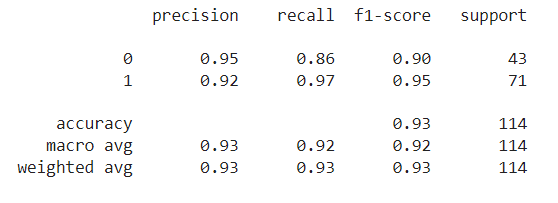 precision recall f1-score support
0 0.95 0.86 0.90 43
1 0.92 0.97 0.95 71
accuracy 0.93 114
macro avg 0.93 0.92 0.92 114
weighted avg 0.93 0.93 0.93 114